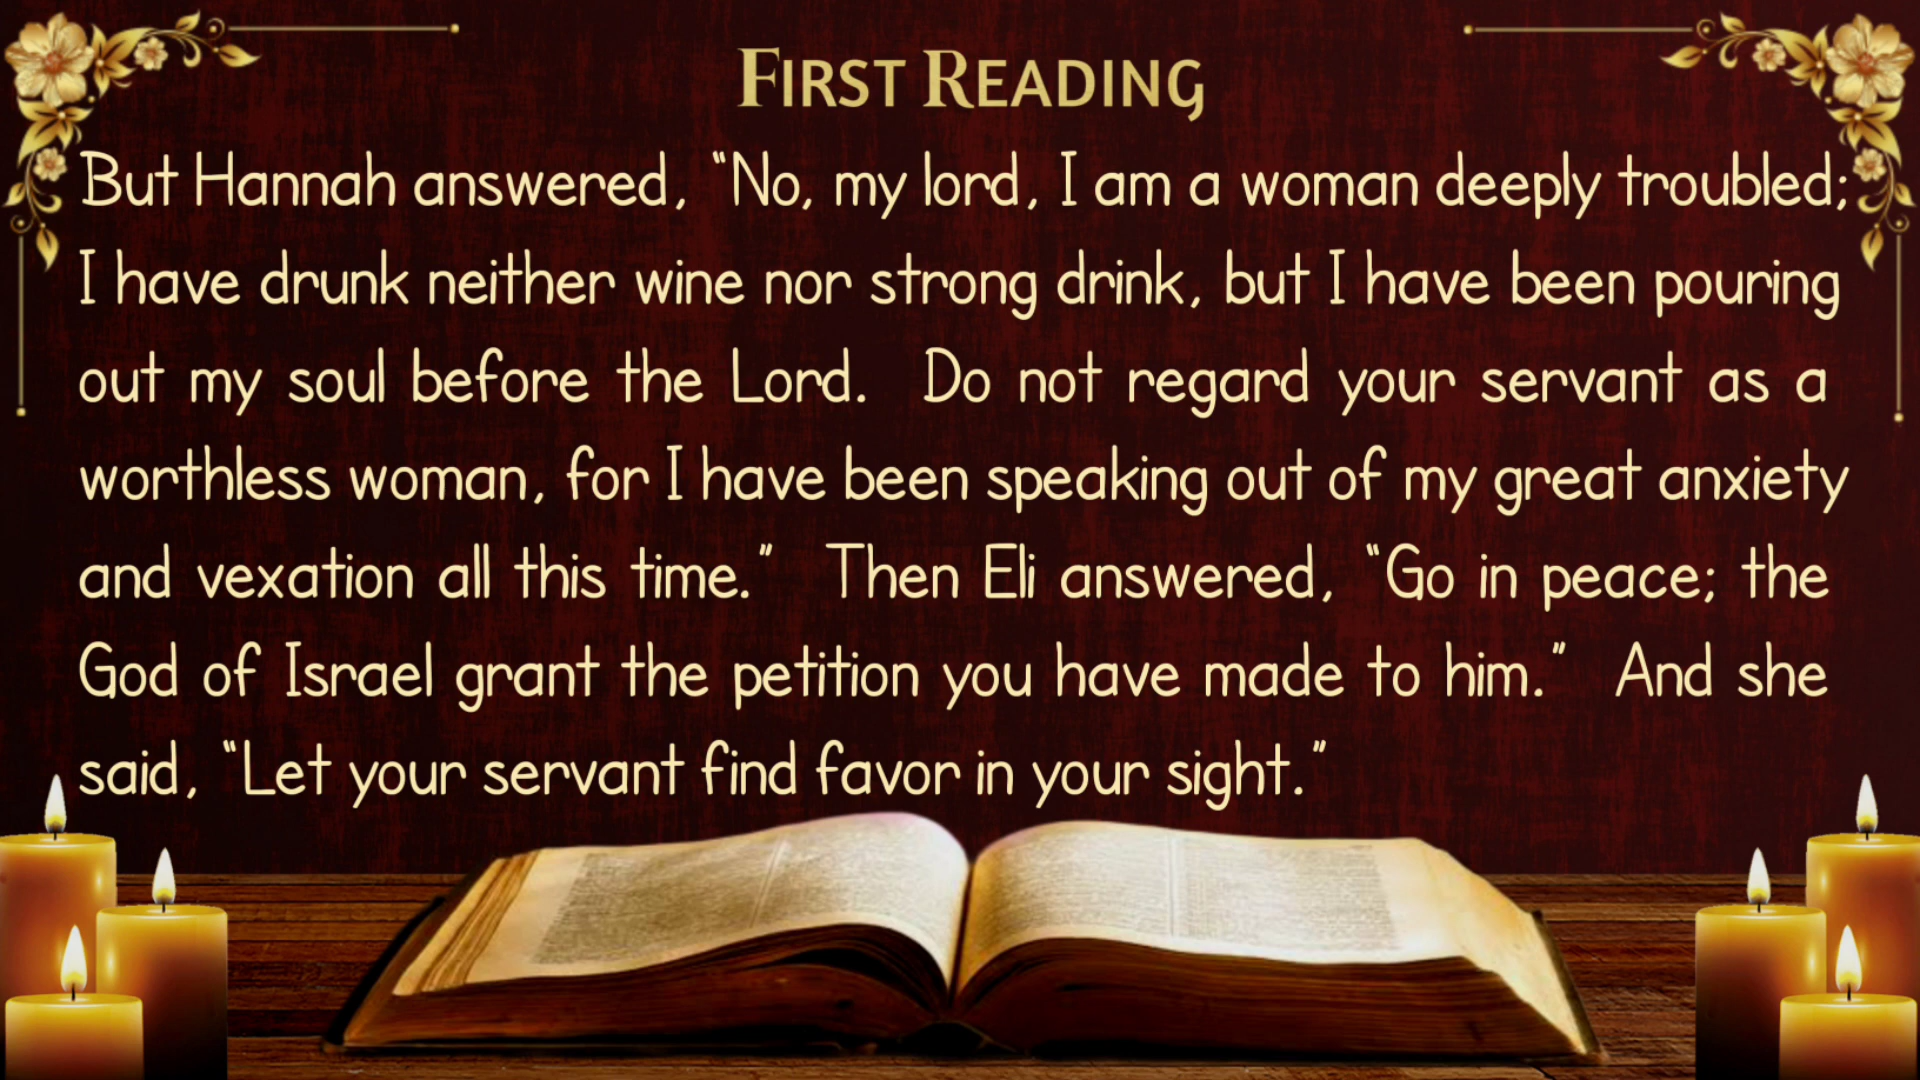 FIRST READING
But Hannah answered, “No, my lord, I am a woman deeply troubled;
I have drunk neither wine nor strong drink, but I have been pouring
out my soul before the Lord.  Do not regard your servant as a
worthless woman, for I have been speaking out of my great anxiety
and vexation all this time.”  Then Eli answered, “Go in peace; the
God of Israel grant the petition you have made to him.”  And she
said, “Let your servant find favor in your sight.”